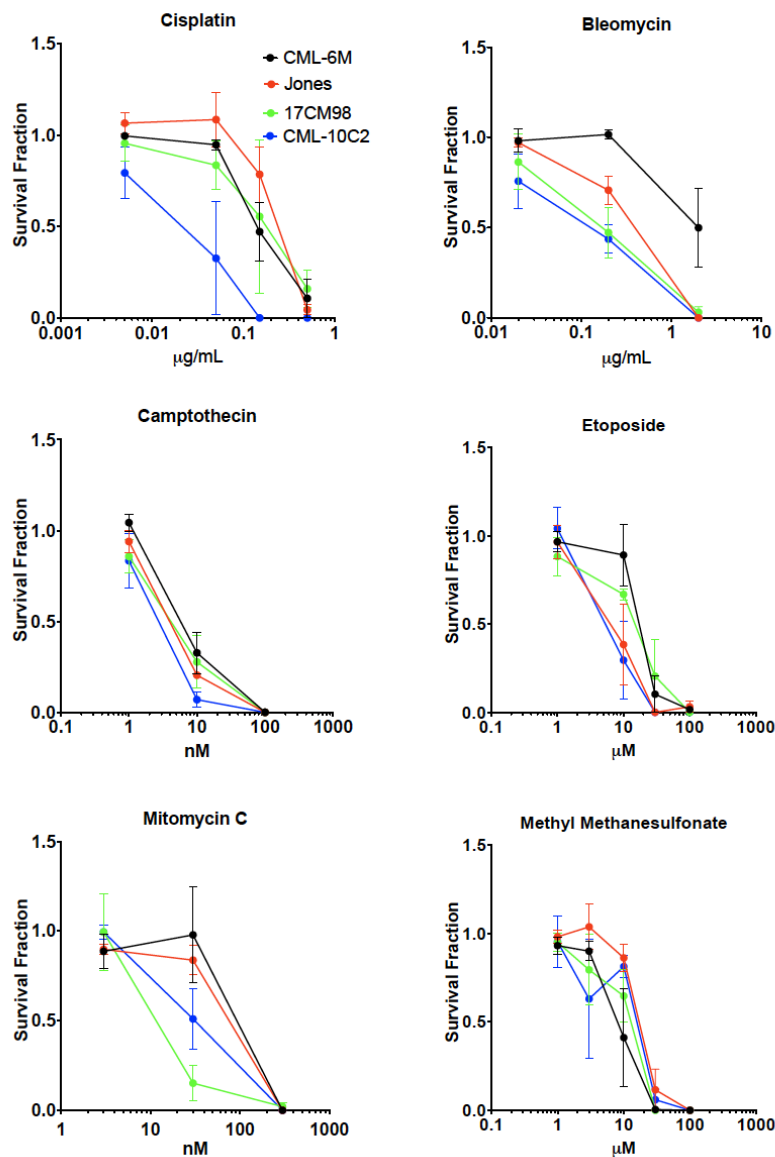 Cisplatin
1.5
1.0
0.5
0.0
Survival Fraction
0.001
0.01
0.1
1
μg/mL
CML-6M
Jones
17CM98
CML-10C2
Bleomycin
1.5
1.0
0.5
0.0
Survival Fraction
0.01
0.1
1
10
μg/mL
Camptothecin
1.5
1.0
0.5
0.0
Survival Fraction
0.1
1
10
100
1000
nM
Etoposide
1.5
1.0
0.5
0.0
Survival Fraction
0.1
1
10
100
1000
μM
Mitomycin C
1.5
1.0
0.5
0.0
Survival Fraction
1
10
100
1000
nM
Methyl Methanesulfonate
1.5
1.0
0.5
0.0
Survival Fraction
0.1
1
10
100
1000
μM